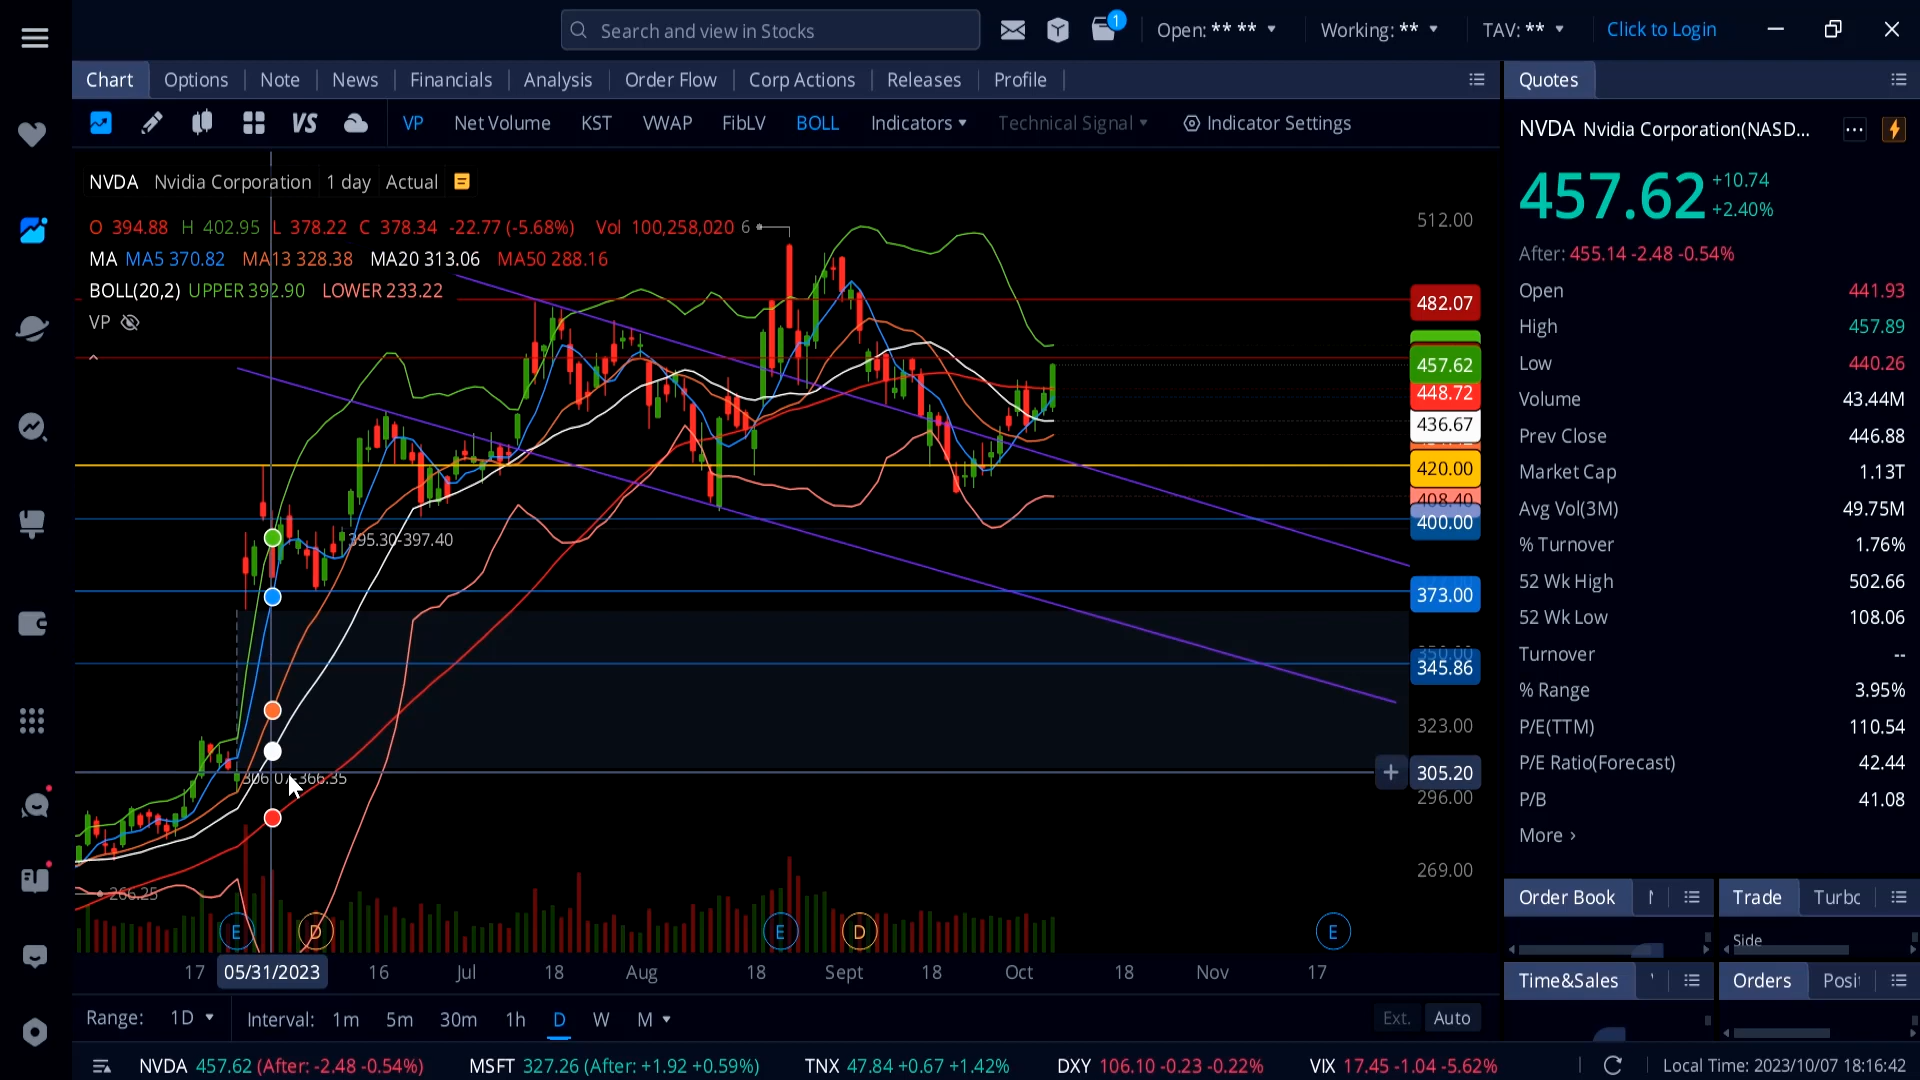 Search and view in Stocks
1
Open: ** **
Working: **
TAV: **
Click to Login
Chart
Options
Note
News
Financials
Analysis
Order Flow
Corp Actions
Releases
Profile
Quotes
VS
VP
Net Volume
KST
VWAP
FibLV
BOLL
Indicators
Technical Signal
Indicator Settings
NVDA Nvidia Corporation(NASD...
457.62
+10.74
+2.40%
After: 455.14 -2.48 -0.54%
Open 441.93
High 457.89
Low 440.26
Volume 43.44M
Prev Close 446.88
Market Cap 1.13T
Avg Vol(3M) 49.75M
% Turnover 1.76%
52 Wk High 502.66
52 Wk Low 108.06
Turnover --
% Range 3.95%
P/E(TTM) 110.54
P/E Ratio(Forecast) 42.44
P/B 41.08
More ›
NVDA Nvidia Corporation 1 day Actual
O 394.88 H 402.95 L 378.22 C 378.34 -22.77 (-5.68%) Vol 100,258,020 6
MA MA5 370.82 MA13 328.38 MA20 313.06 MA50 288.16
BOLL(20,2) UPPER 392.90 LOWER 233.22
VP
512.00
482.07
457.62
448.72
436.67
420.00
408.40
400.00
373.00
350.00
345.86
323.00
305.20
296.00
269.00
395.30-397.40
266.25
E
D
E
D
E
17
05/31/2023
16
Jul
18
Aug
18
Sept
18
Oct
18
Nov
17
Order Book
Trade
Turbo
Side
Time&Sales
Orders
Range: 1D
Interval: 1m 5m 30m 1h D W M
Ext.
Auto
NVDA 457.62 (After: -2.48 -0.54%)
MSFT 327.26 (After: +1.92 +0.59%)
TNX 47.84 +0.67 +1.42%
DXY 106.10 -0.23 -0.22%
VIX 17.45 -1.04 -5.62%
Local Time: 2023/10/07 18:16:42